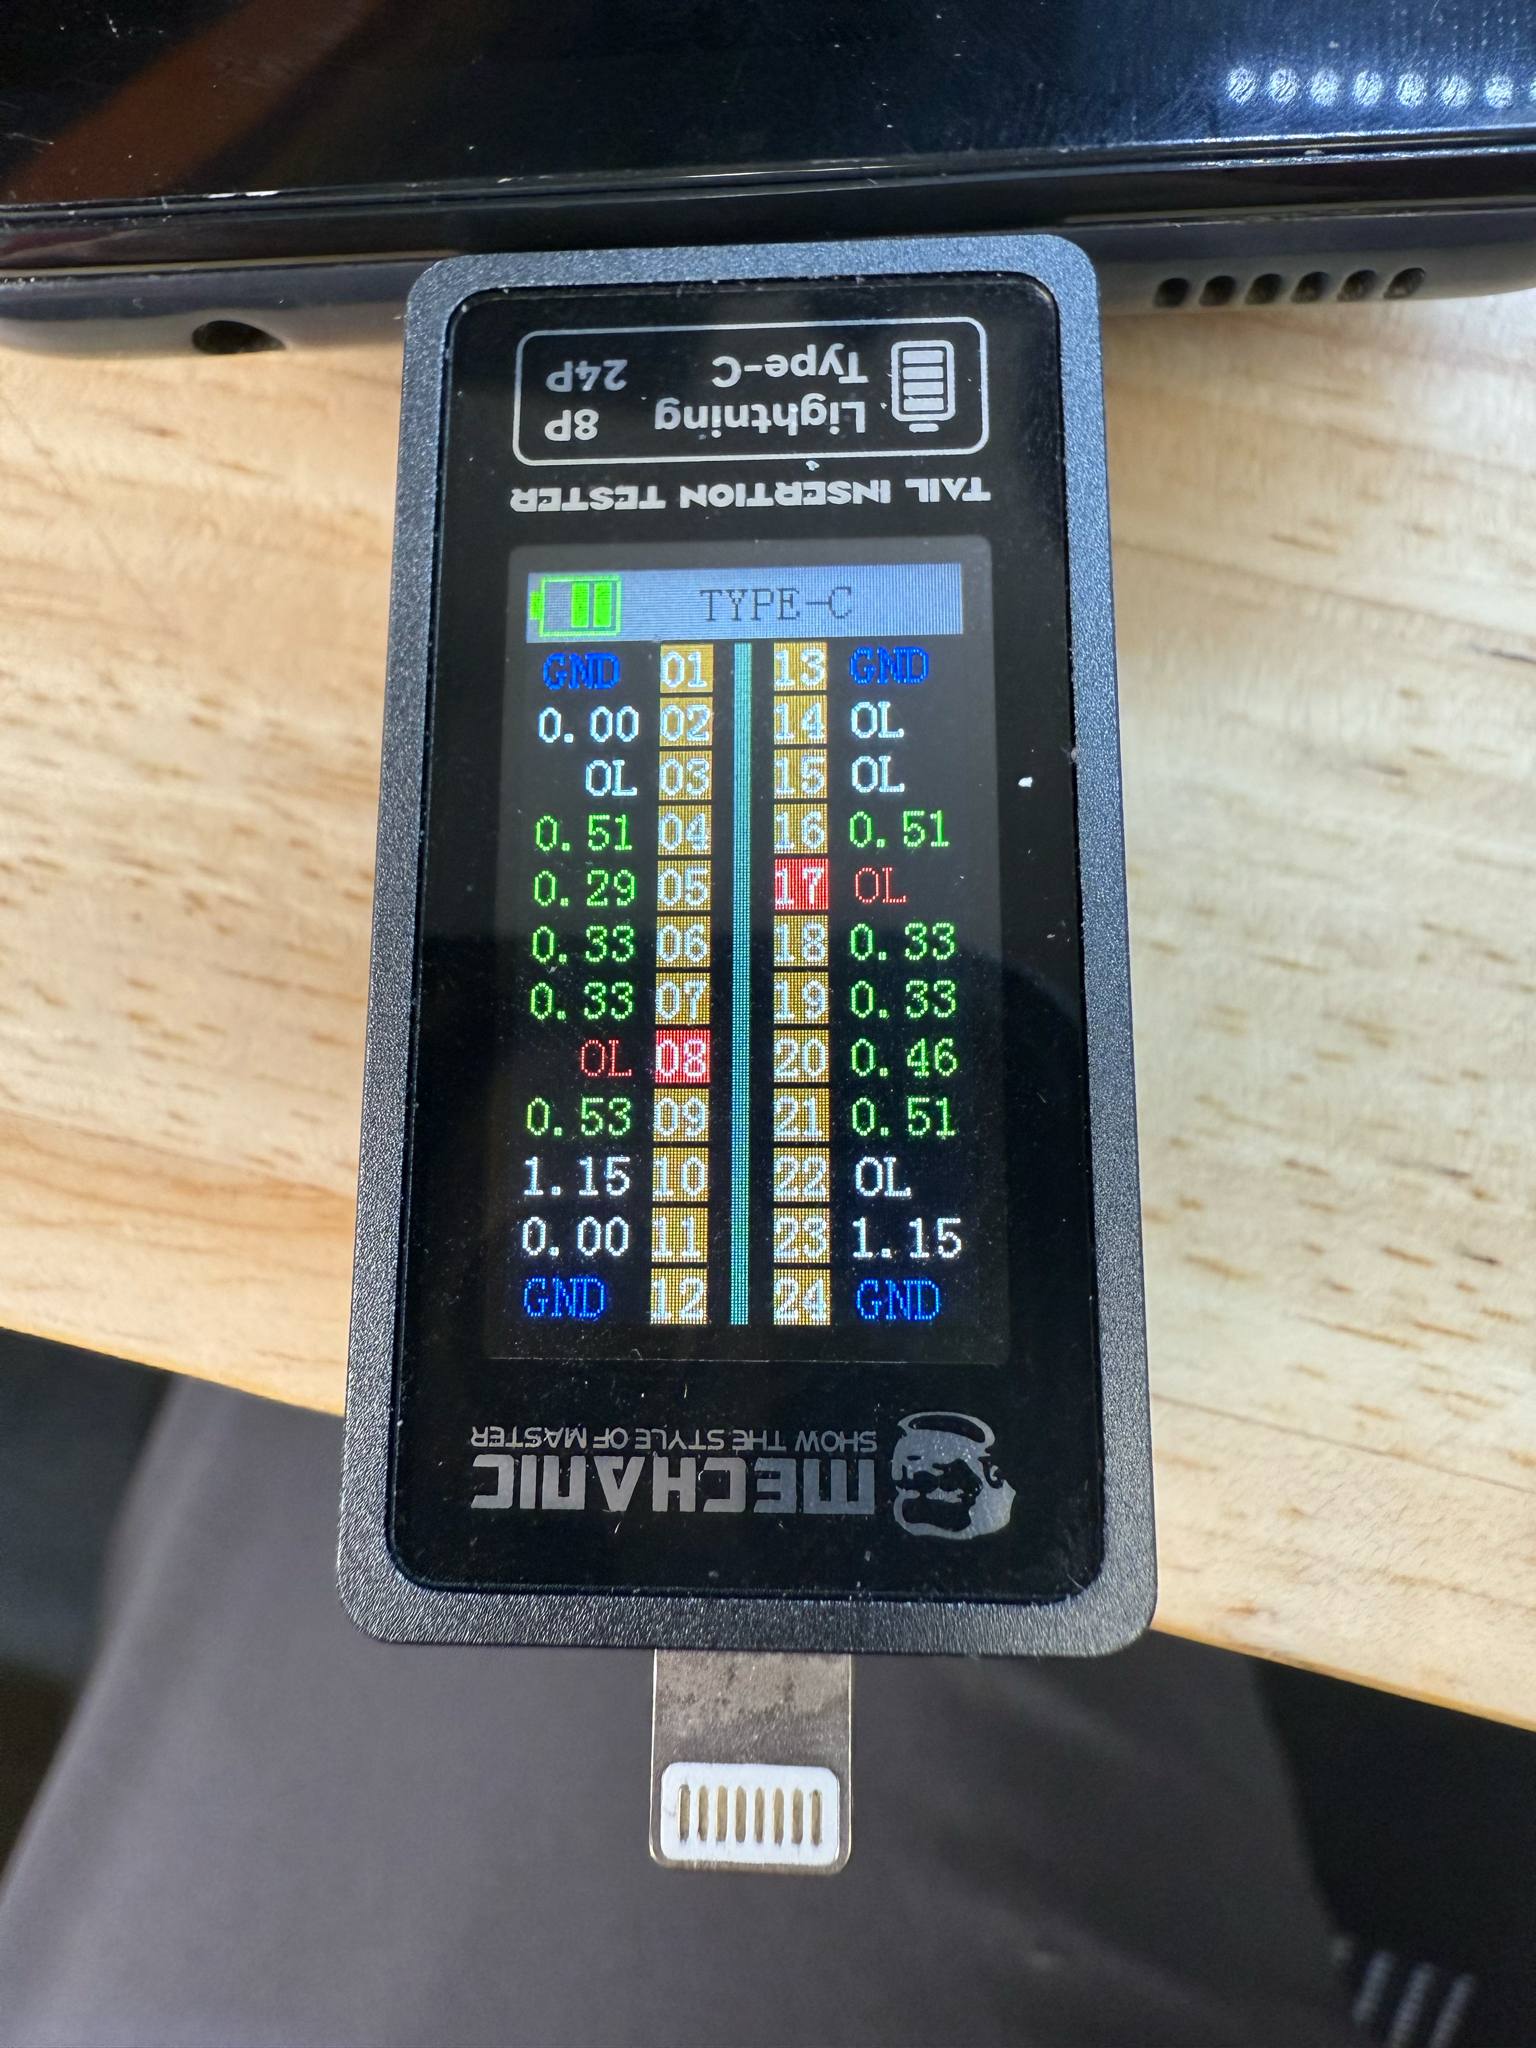 Lightning 8P
Type-C 24P
TAIL INSERTION TESTER
TYPE-C
GND 01 13 GND
0.00 02 14 OL
OL 03 15 OL
0.51 04 16 0.51
0.29 05 17 OL
0.33 06 18 0.33
0.33 07 19 0.33
OL 08 20 0.46
0.53 09 21 0.51
1.15 10 22 OL
0.00 11 23 1.15
GND 12 24 GND
MECHANIC
SHOW THE STYLE OF MASTER